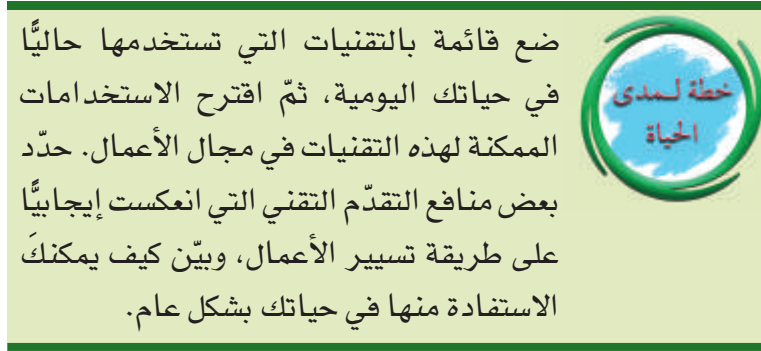 خطة لـمدى
الحياة
ضع قائمة بالتقنيات التي تستخدمها حاليًّا
في حياتك اليومية، ثمّ اقترح الاستخدامات
الممكنة لهذه التقنيات في مجال الأعمال. حدّد
بعض منافع التقدّم التقني التي انعكست إيجابيًّا
على طريقة تسيير الأعمال، وبيّن كيف يمكنكَ
الاستفادة منها في حياتك بشكل عام.